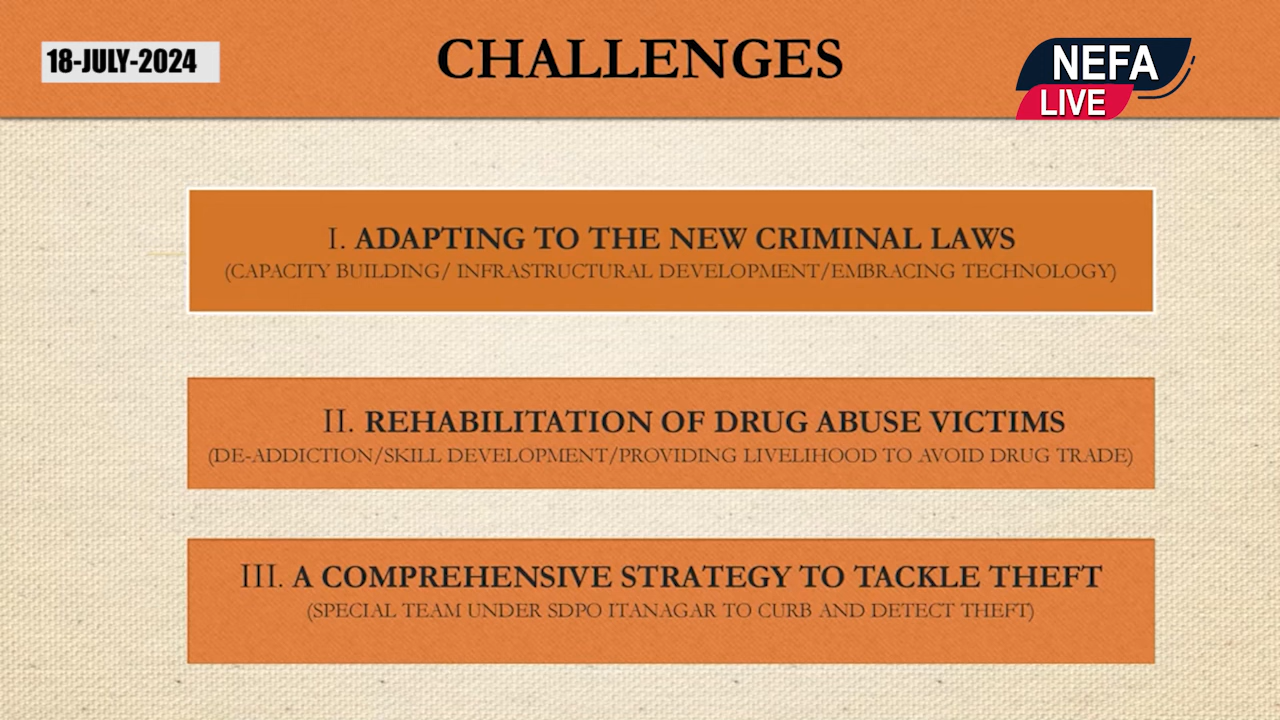 18-JULY-2024
CHALLENGES
NEFA
LIVE
I. ADAPTING TO THE NEW CRIMINAL LAWS
(CAPACITY BUILDING/ INFRASTRUCTURAL DEVELOPMENT/EMBRACING TECHNOLOGY)
II. REHABILITATION OF DRUG ABUSE VICTIMS
(DE-ADDICTION/SKILL DEVELOPMENT/PROVIDING LIVELIHOOD TO AVOID DRUG TRADE)
III. A COMPREHENSIVE STRATEGY TO TACKLE THEFT
(SPECIAL TEAM UNDER SDPO ITANAGAR TO CURB AND DETECT THEFT)